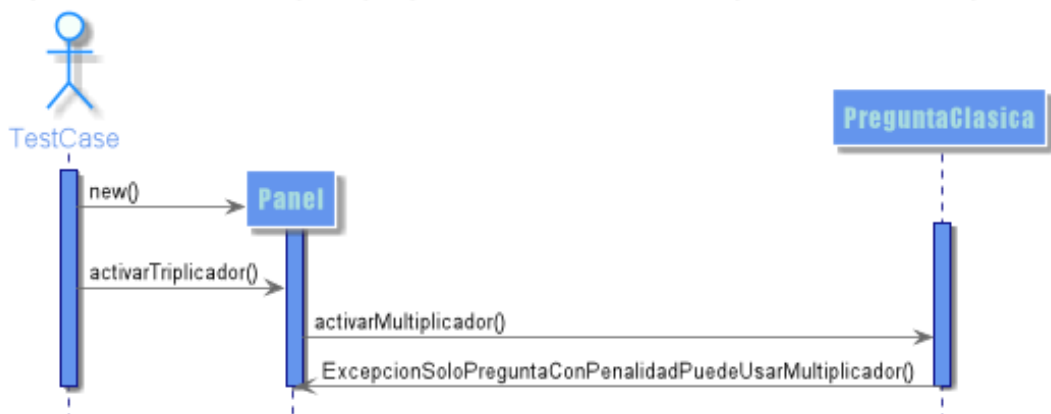 TestCase
PreguntaClasica
new()
Panel
activarTriplicador()
activarMultiplicador()
ExcepcionSoloPreguntaConPenalidadPuedeUsarMultiplicador()